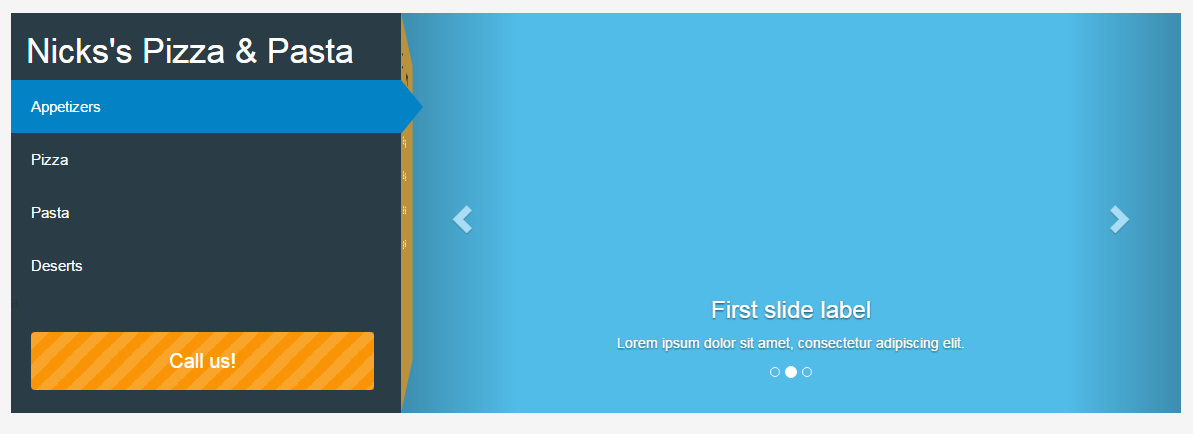 Nicks's Pizza & Pasta
Appetizers
Pizza
Pasta
Deserts
Call us!
First slide label
Lorem ipsum dolor sit amet, consectetur adipiscing elit.